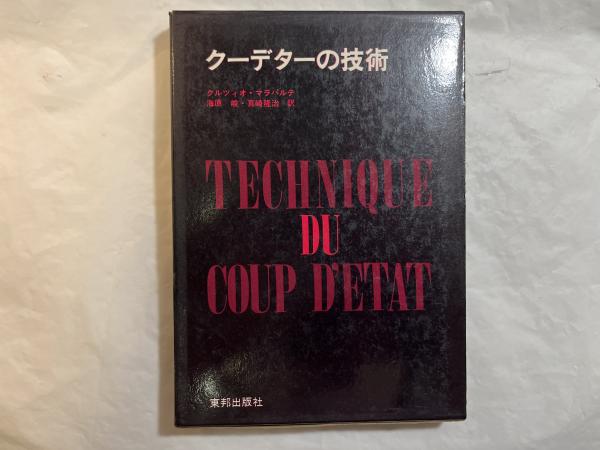 クーデターの技術
クルツィオ・マラパルテ
海原 峻・真崎隆治 訳
TECHNIQUE
DU
COUP D'ETAT
東邦出版社